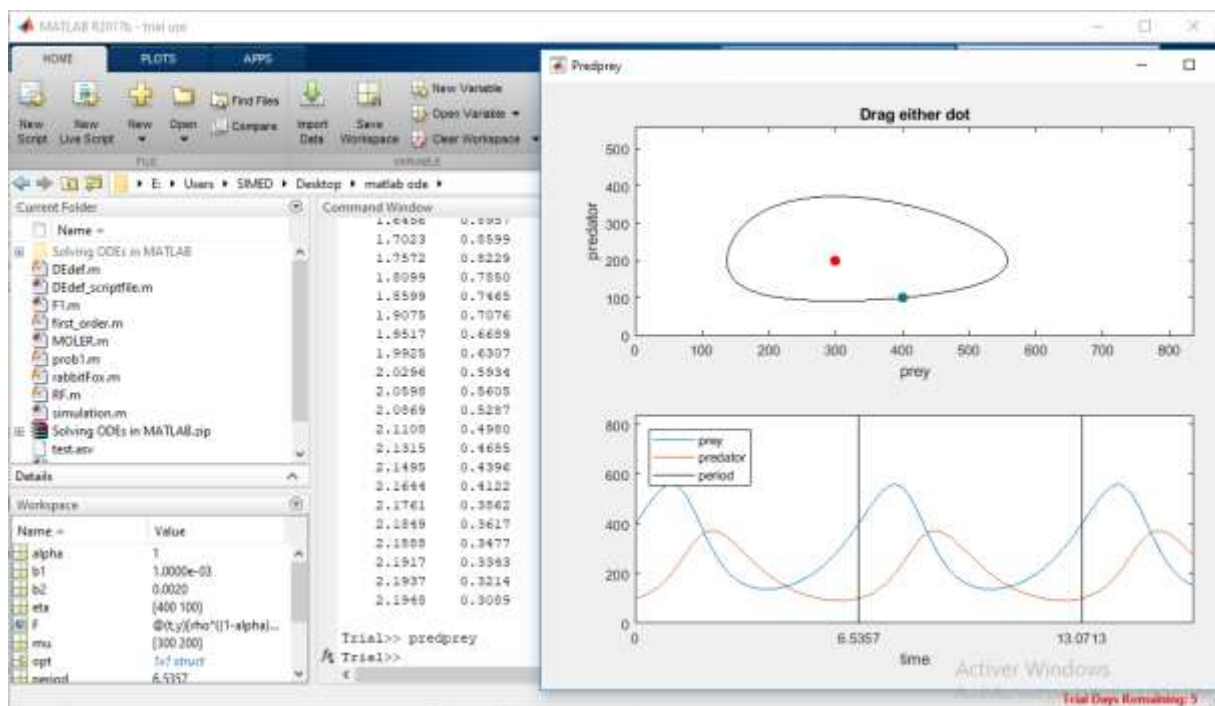 MATLAB R2017b - trial use
HOME PLOTS APPS
New Script
New Live Script
New
Open
Find Files
Compare
Import Data
Save Workspace
New Variable
Open Variable
Clear Workspace
FILE VARIABLE
E: Users SIMED Desktop matlab ode
Current Folder
Name
Solving ODEs in MATLAB
DEdef.m
DEdef_scriptfile.m
F1.m
first_order.m
MOLER.m
prob1.m
rabbitFox.m
RF.m
simulation.m
Solving ODEs in MATLAB.zip
test.asv
Details
Workspace
Name Value
alpha 1
b1 1.0000e-03
b2 0.0020
eta [400 100]
F @(t,y)[rho*((1-alpha)...
mu [300 200]
opt 1x1 struct
period 6.5357
Command Window
1.6456 0.8957
1.7023 0.8599
1.7572 0.8229
1.8099 0.7850
1.8599 0.7465
1.9075 0.7076
1.9517 0.6689
1.9925 0.6307
2.0296 0.5934
2.0598 0.5605
2.0869 0.5287
2.1108 0.4980
2.1315 0.4685
2.1495 0.4396
2.1644 0.4122
2.1761 0.3862
2.1849 0.3617
2.1888 0.3477
2.1917 0.3343
2.1937 0.3214
2.1948 0.3089
Trial>> predprey
Trial>>
Predprey
Drag either dot
500
400
300
200
100
0
predator
0 100 200 300 400 500 600 700 800
prey
800
600
400
200
0
prey
predator
period
0 6.5357 13.0713
time
Activer Windows
Trial Days Remaining: 5